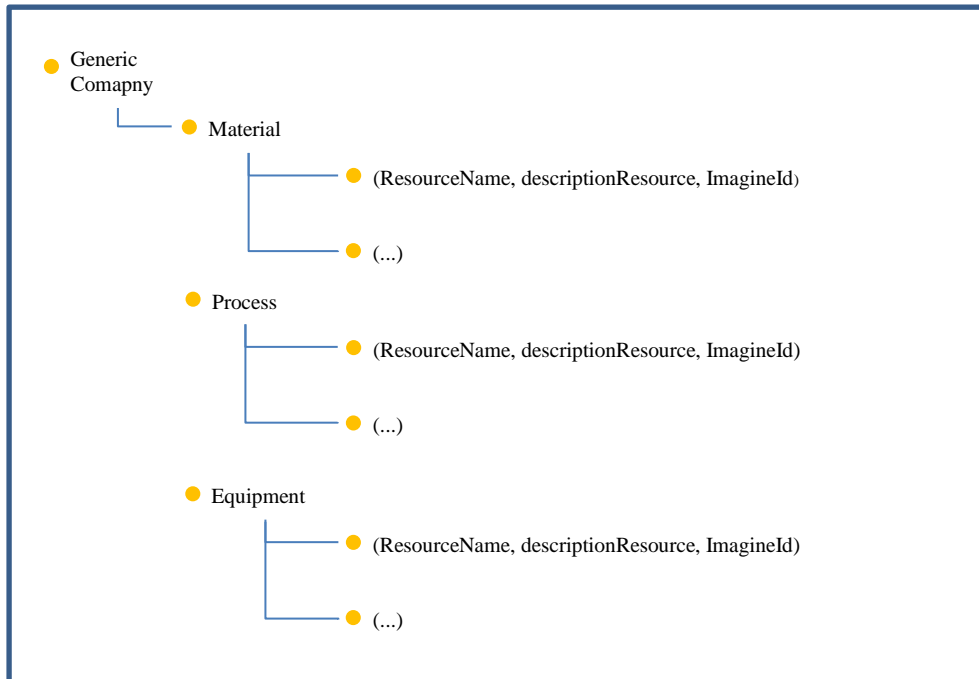 Generic
Comapny
Material
(ResourceName, descriptionResource, ImagineId)
(...)
Process
(ResourceName, descriptionResource, ImagineId)
(...)
Equipment
(ResourceName, descriptionResource, ImagineId)
(...)